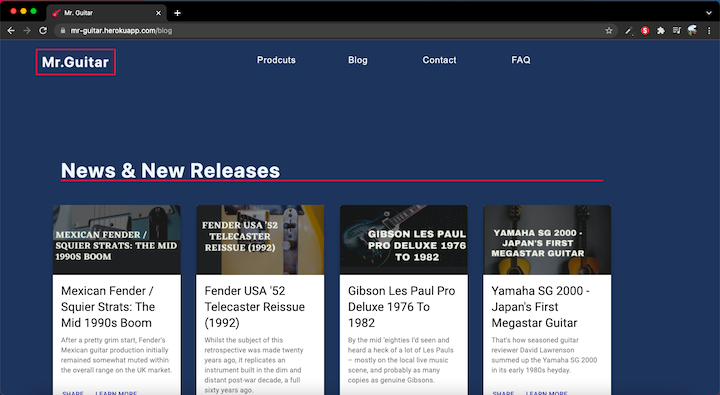 Mr. Guitar
mr-guitar.herokuapp.com/blog
Mr.Guitar
Prodcuts
Blog
Contact
FAQ
News & New Releases
MEXICAN FENDER /
SQUIER STRATS: THE MID
1990S BOOM
Mexican Fender /
Squier Strats: The
Mid 1990s Boom
After a pretty grim start, Fender's
Mexican guitar production initially
remained somewhat muted within
the overall range on the UK market.
SHARE LEARN MORE
FENDER USA '52
TELECASTER
REISSUE (1992)
Fender USA '52
Telecaster Reissue
(1992)
Whilst the subject of this
retrospective was made twenty
years ago, it replicates an
instrument built in the dim and
distant post-war decade, a full
sixty years ago.
GIBSON LES PAUL
PRO DELUXE 1976
TO 1982
Gibson Les Paul Pro
Deluxe 1976 To
1982
By the mid 'eighties I'd seen and
heard a heck of a lot of Les Pauls
– mostly on the local live music
scene, and probably as many
copies as genuine Gibsons.
SHARE LEARN MORE
YAMAHA SG 2000 -
JAPAN'S FIRST
MEGASTAR GUITAR
Yamaha SG 2000 -
Japan's First
Megastar Guitar
That's how seasoned guitar
reviewer David Lawrenson
summed up the Yamaha SG 2000
in its early 1980s heyday.
SHARE LEARN MORE